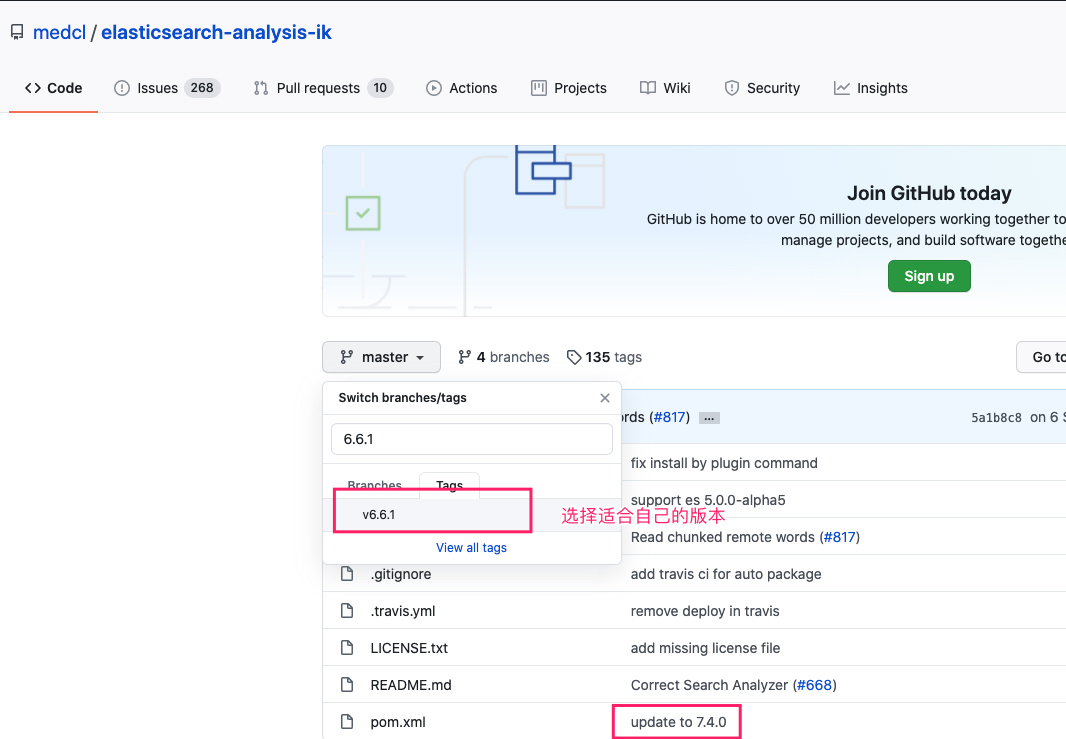 medcl / elasticsearch-analysis-ik
Code Issues 268 Pull requests 10 Actions Projects Wiki Security Insights
Join GitHub today
GitHub is home to over 50 million developers working together to
manage projects, and build software
Sign up
master 4 branches 135 tags Go
Switch branches/tags
(#817) ... 5a1b8c8 on 6
6.6.1
fix install by plugin command
Branches Tags
support es 5.0.0-alpha5
v6.6.1 选择适合自己的版本
Read chunked remote words (#817)
View all tags
.gitignore add travis ci for auto package
.travis.yml remove deploy in travis
LICENSE.txt add missing license file
README.md Correct Search Analyzer (#668)
pom.xml update to 7.4.0